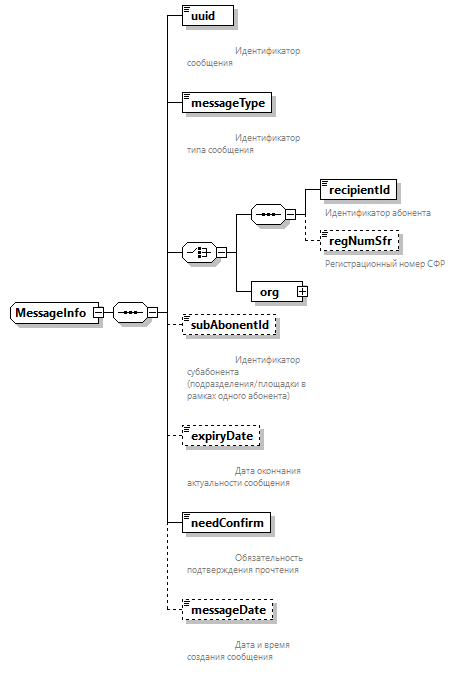 uuid
Идентификатор
сообщения
messageType
Идентификатор
типа сообщения
recipientId
Идентификатор абонента
regNumSfr
Регистрационный номер СФР
org
MessageInfo
subAbonentId
Идентификатор
субабонента
(подразделения/площадки в
рамках одного абонента)
expiryDate
Дата окончания
актуальности сообщения
needConfirm
Обязательность
подтверждения прочтения
messageDate
Дата и время
создания сообщения